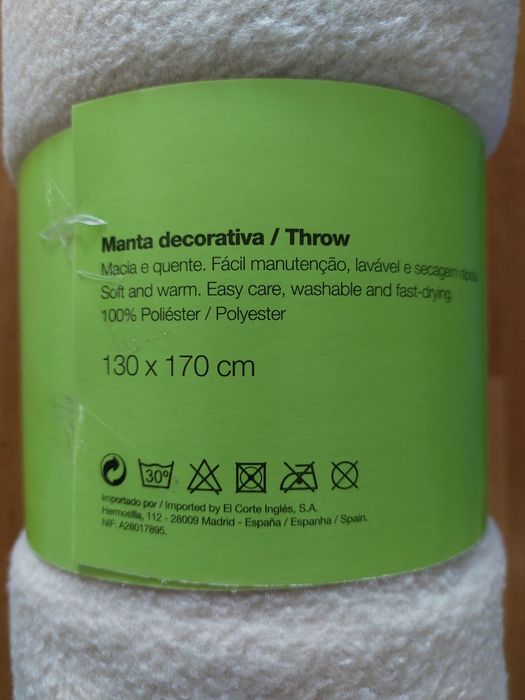 Manta decorativa / Throw
Macia e quente. Fácil manutenção, lavável e secagem rápida.
Soft and warm. Easy care, washable and fast-drying.
100% Poliéster / Polyester
130 x 170 cm
30º
Importado por / Imported by El Corte Inglés, S.A.
Hermosilla, 112 - 28009 Madrid - España / Espanha / Spain.
NIF: A28017895.